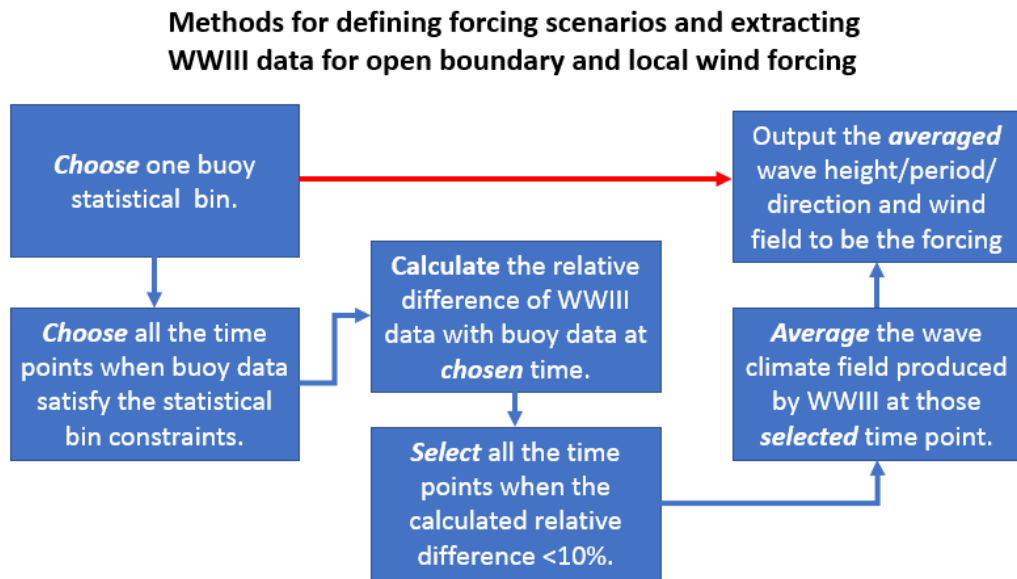 Methods for defining forcing scenarios and extracting
WWIII data for open boundary and local wind forcing
Choose one buoy
statistical bin.
Choose all the time
points when buoy data
satisfy the statistical
bin constraints.
Calculate the relative
difference of WWIII
data with buoy data at
chosen time.
Select all the time
points when the
calculated relative
difference <10%.
Average the wave
climate field produced
by WWIII at those
selected time point.
Output the averaged
wave height/period/
direction and wind
field to be the forcing